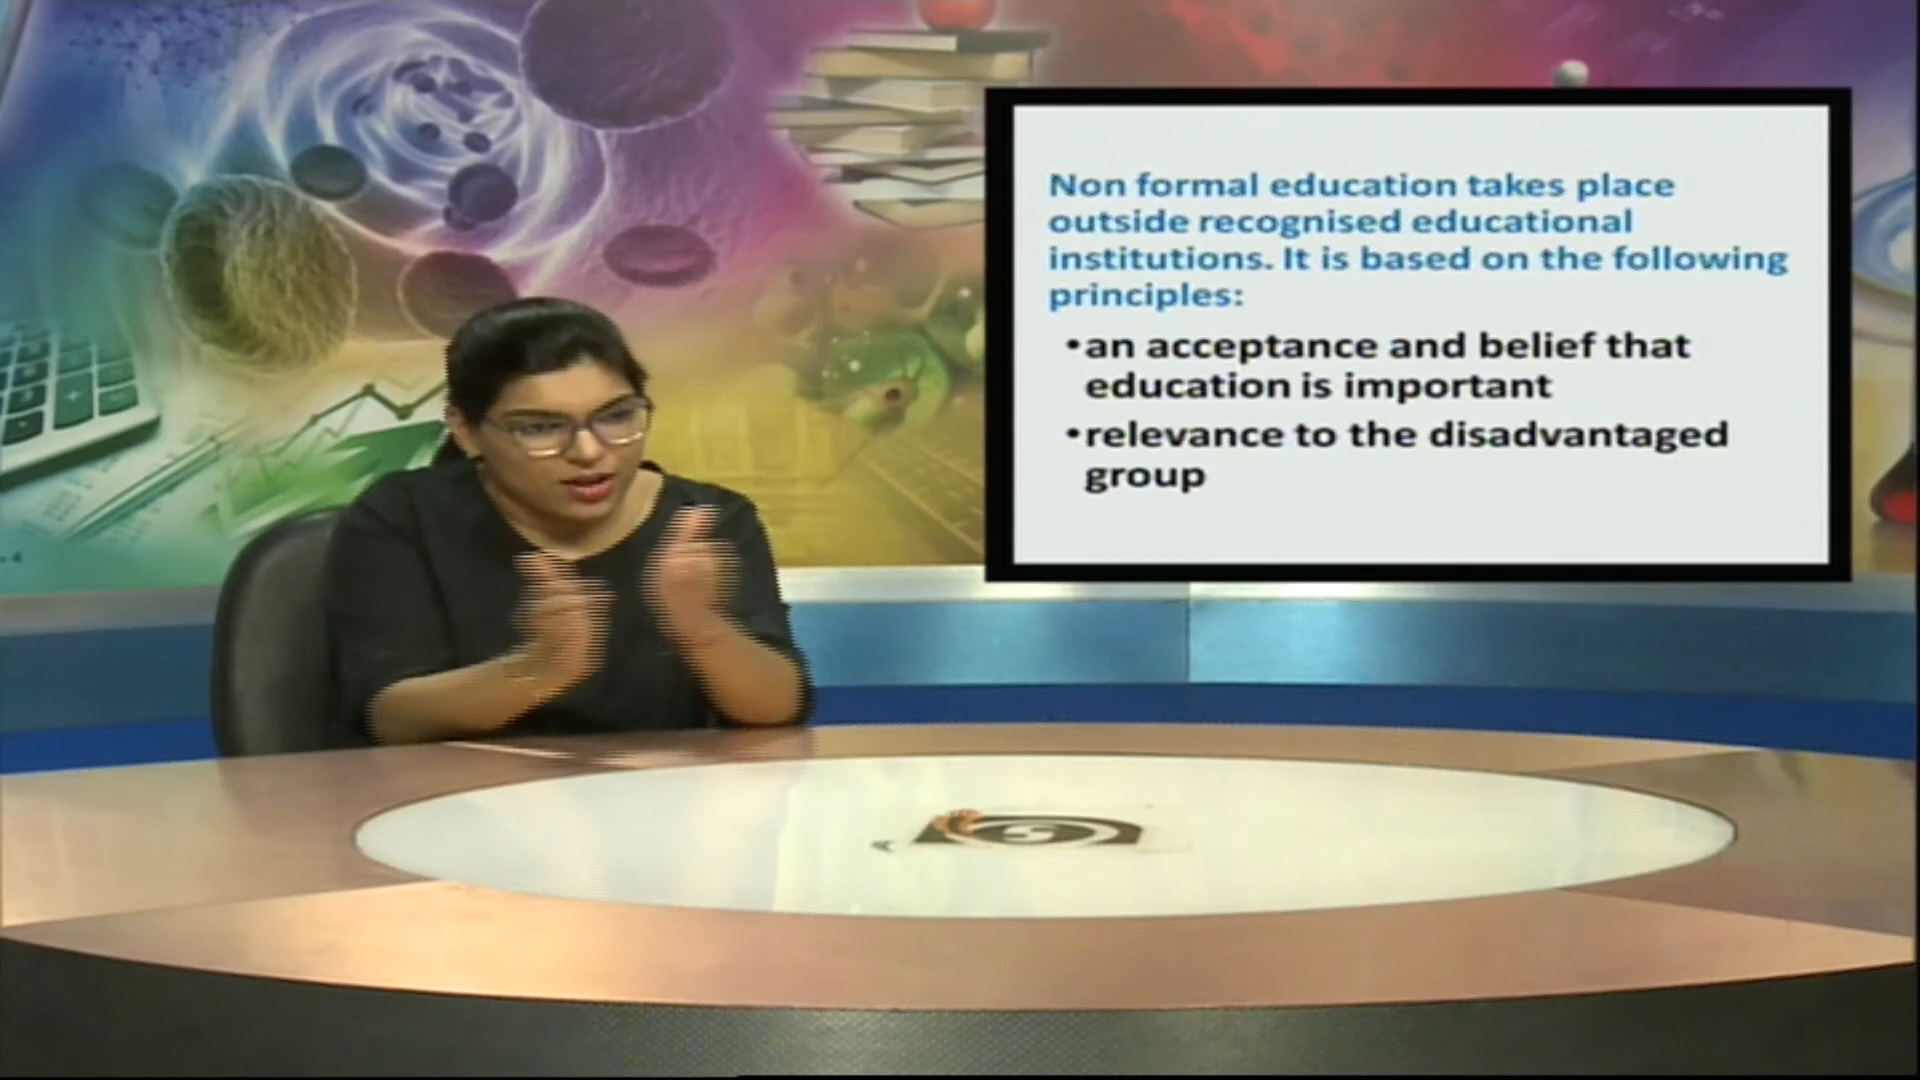 Non formal education takes place
outside recognised educational
institutions. It is based on the following
principles:
•an acceptance and belief that
education is important
•relevance to the disadvantaged
group